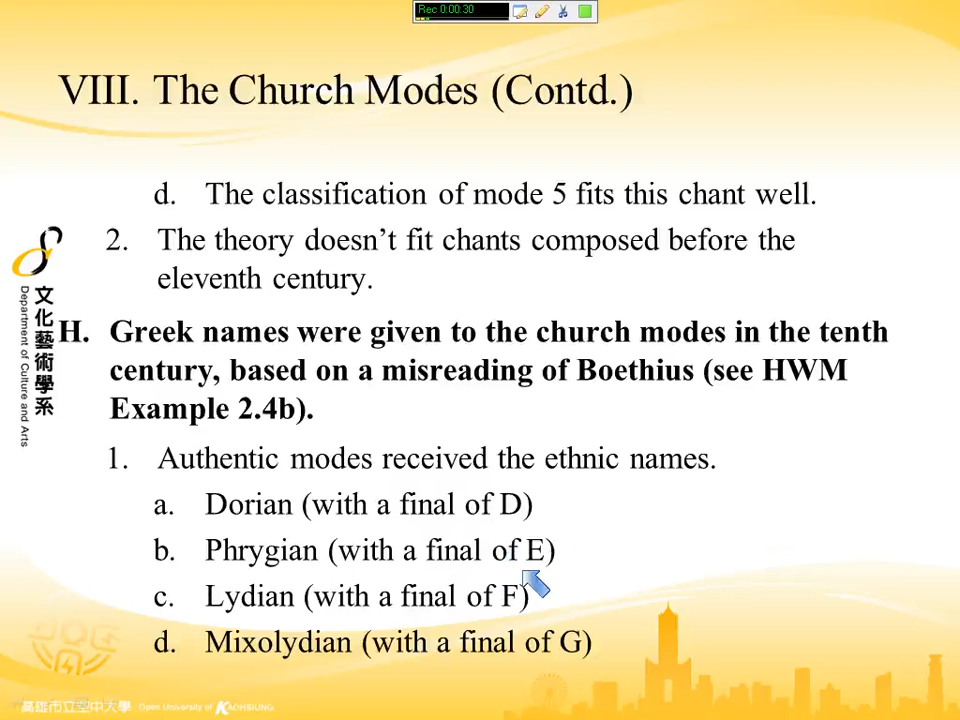 Rec 0:00:30
VIII. The Church Modes (Contd.)
d. The classification of mode 5 fits this chant well.
2. The theory doesn’t fit chants composed before the
eleventh century.
H. Greek names were given to the church modes in the tenth
century, based on a misreading of Boethius (see HWM
Example 2.4b).
1. Authentic modes received the ethnic names.
a. Dorian (with a final of D)
b. Phrygian (with a final of E)
c. Lydian (with a final of F)
d. Mixolydian (with a final of G)
文化藝術學系
Department of Culture and Arts
高雄市立空中大學 Open University of KAOHSIUNG